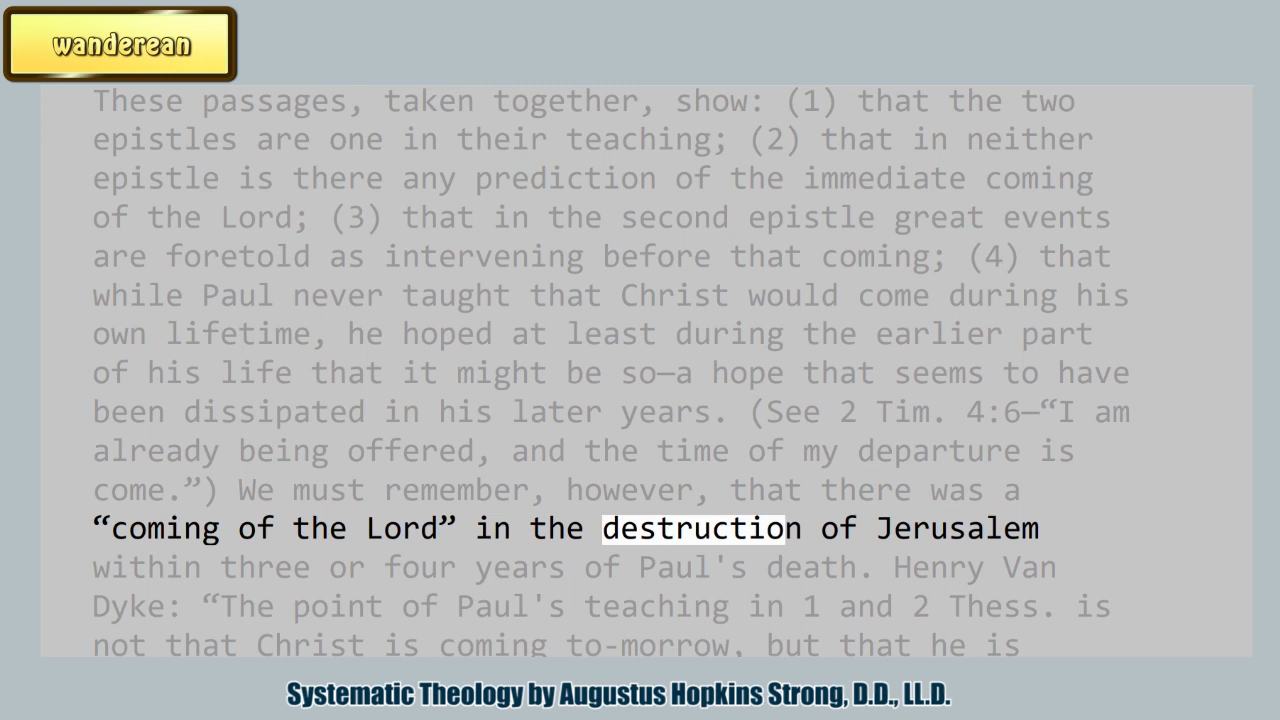 wanderean
These passages, taken together, show: (1) that the two
epistles are one in their teaching; (2) that in neither
epistle is there any prediction of the immediate coming
of the Lord; (3) that in the second epistle great events
are foretold as intervening before that coming; (4) that
while Paul never taught that Christ would come during his
own lifetime, he hoped at least during the earlier part
of his life that it might be so—a hope that seems to have
been dissipated in his later years. (See 2 Tim. 4:6—“I am
already being offered, and the time of my departure is
come.”) We must remember, however, that there was a
“coming of the Lord” in the destruction of Jerusalem
within three or four years of Paul's death. Henry Van
Dyke: “The point of Paul's teaching in 1 and 2 Thess. is
not that Christ is coming to-morrow, but that he is
Systematic Theology by Augustus Hopkins Strong, D.D., LL.D.